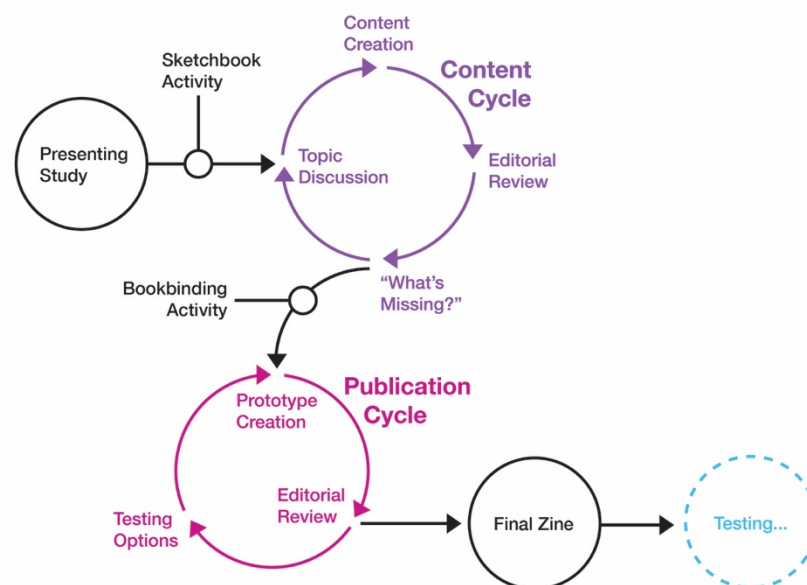 Content
Creation
Sketchbook
Activity
Content
Cycle
Presenting
Study
Topic
Discussion
Editorial
Review
“What’s
Missing?”
Bookbinding
Activity
Publication
Cycle
Prototype
Creation
Editorial
Review
Testing
Options
Final Zine
Testing...